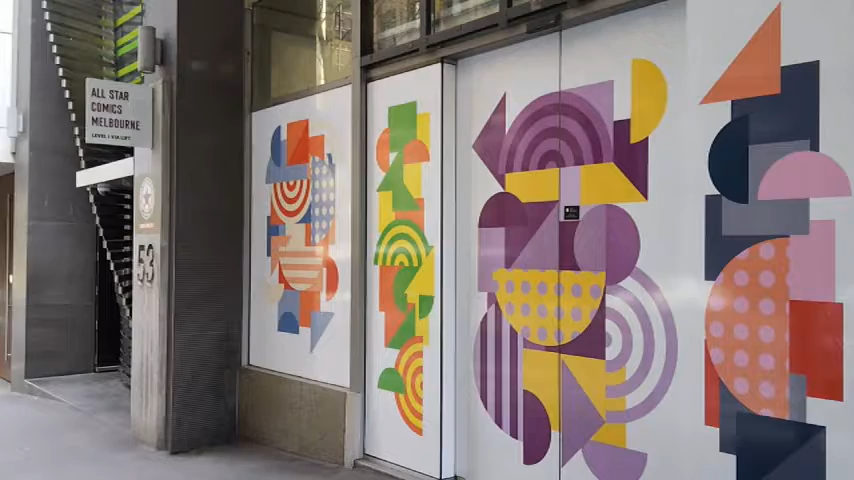 ALL STAR
COMICS
MELBOURNE
LEVEL 1 VIA LIFT
53